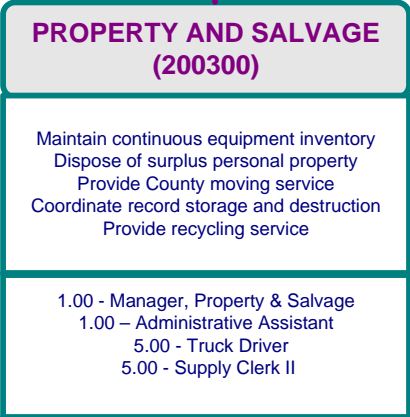 PROPERTY AND SALVAGE
(200300)
Maintain continuous equipment inventory
Dispose of surplus personal property
Provide County moving service
Coordinate record storage and destruction
Provide recycling service
1.00 - Manager, Property & Salvage
1.00 – Administrative Assistant
5.00 - Truck Driver
5.00 - Supply Clerk II